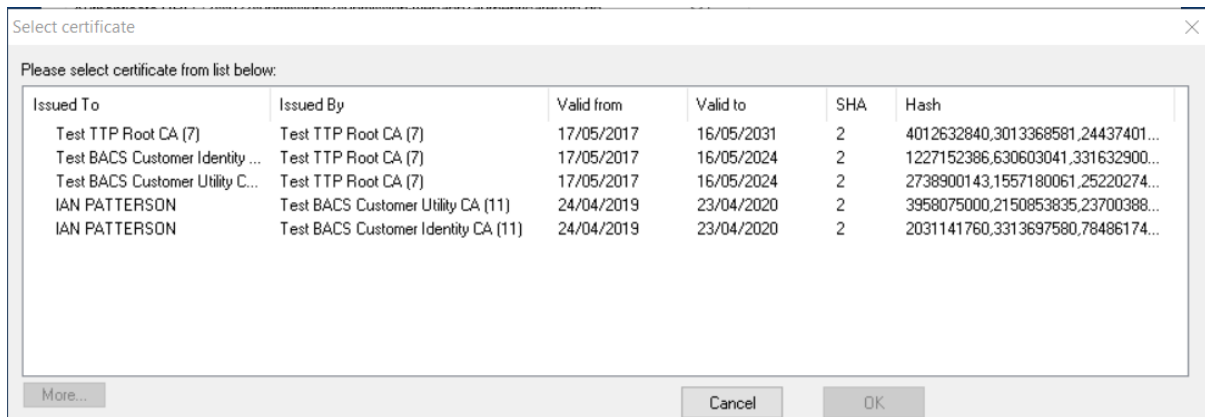 Select certificate
Please select certificate from list below:
Issued To Issued By Valid from Valid to SHA Hash
Test TTP Root CA (7) Test TTP Root CA (7) 17/05/2017 16/05/2031 2 4012632840,3013368581,24437401...
Test BACS Customer Identity ... Test TTP Root CA (7) 17/05/2017 16/05/2024 2 1227152386,630603041,331632900...
Test BACS Customer Utility C... Test TTP Root CA (7) 17/05/2017 16/05/2024 2 2738900143,1557180061,25220274...
IAN PATTERSON Test BACS Customer Utility CA (11) 24/04/2019 23/04/2020 2 3958075000,2150853835,23700388...
IAN PATTERSON Test BACS Customer Identity CA (11) 24/04/2019 23/04/2020 2 2031141760,3313697580,78486174...
More... Cancel OK